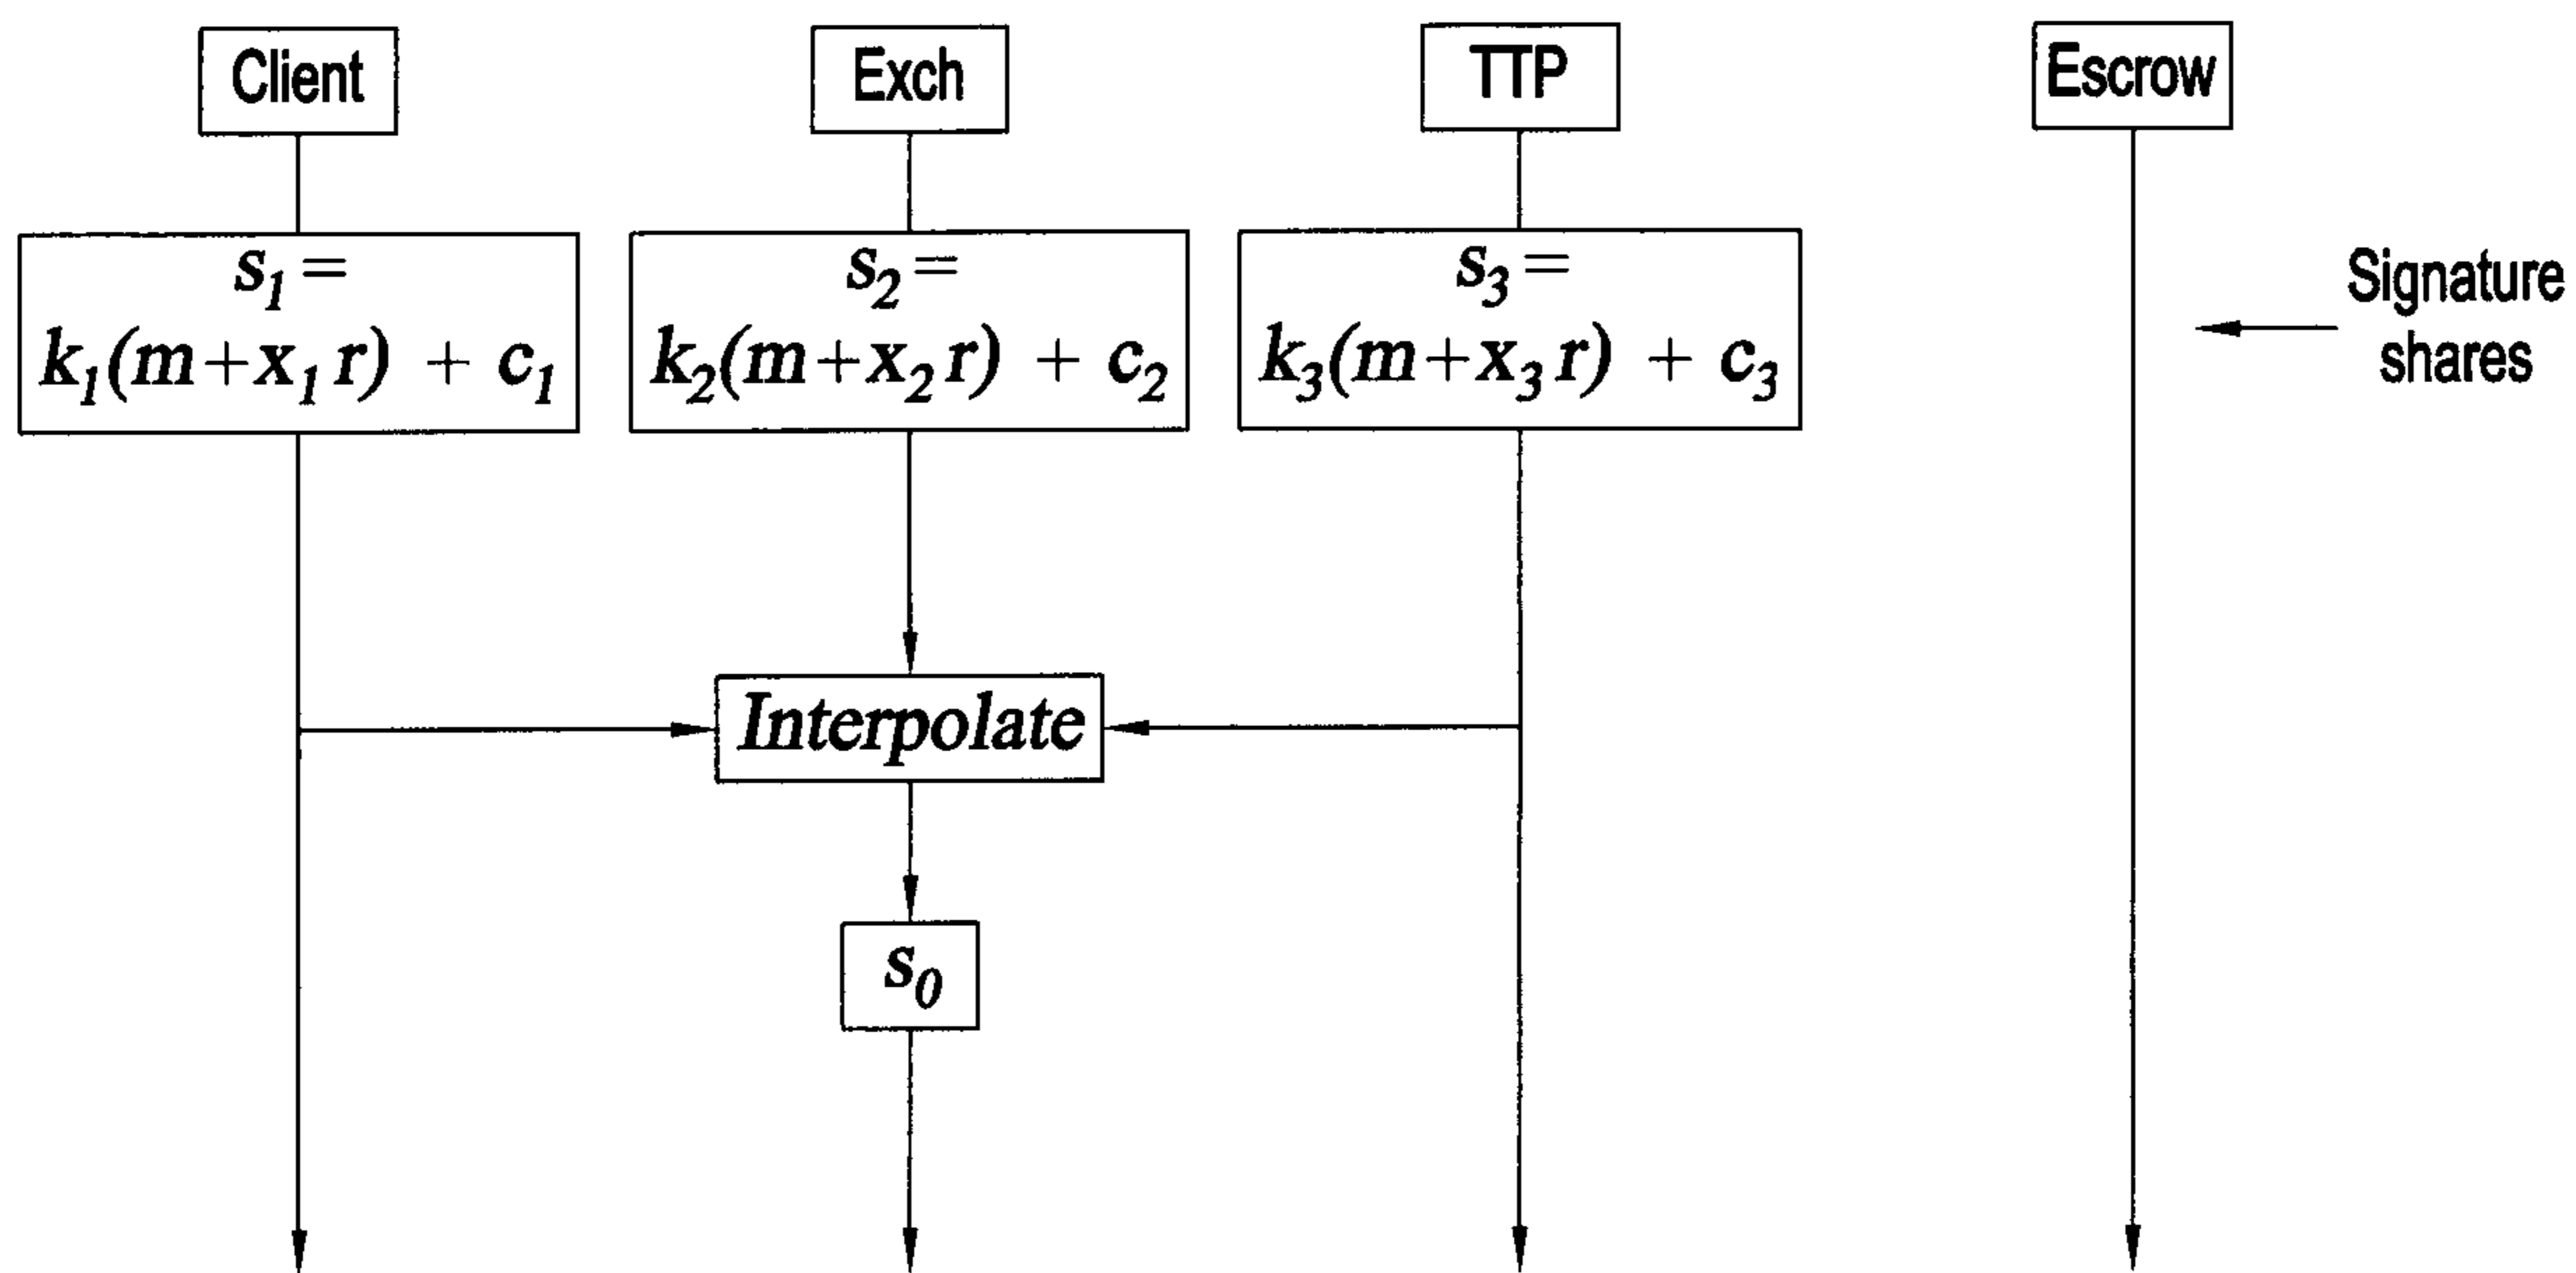 Client
Exch
TTP
Escrow
s₁ =
k₁(m+x₁ r) + c₁
s₂ =
k₂(m+x₂ r) + c₂
s₃ =
k₃(m+x₃ r) + c₃
Signature
shares
Interpolate
s₀